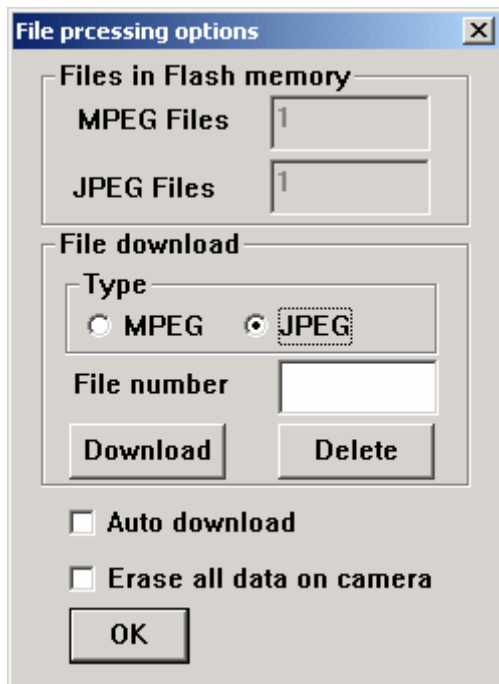 File prcessing options
Files in Flash memory
MPEG Files 1
JPEG Files 1
File download
Type
MPEG JPEG
File number
Download Delete
Auto download
Erase all data on camera
OK